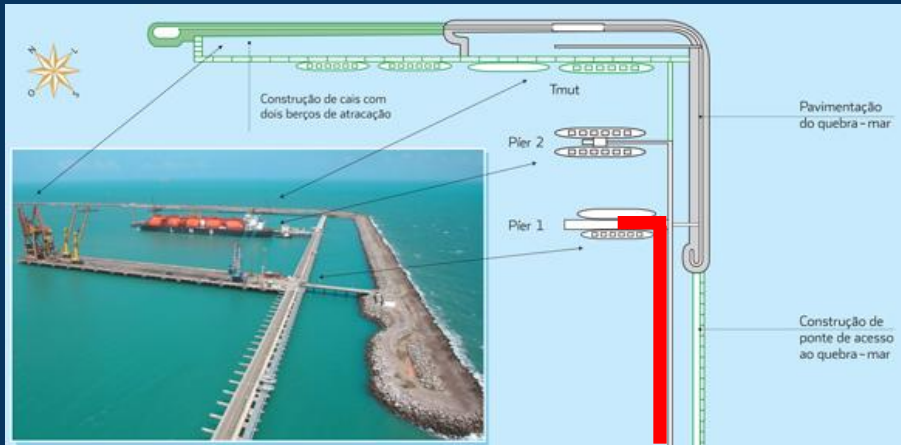 N
L
O
S
Construção de cais com
dois berços de atracação
Tmut
Píer 2
Píer 1
Pavimentação
do quebra-mar
Construção de
ponte de acesso
ao quebra-mar